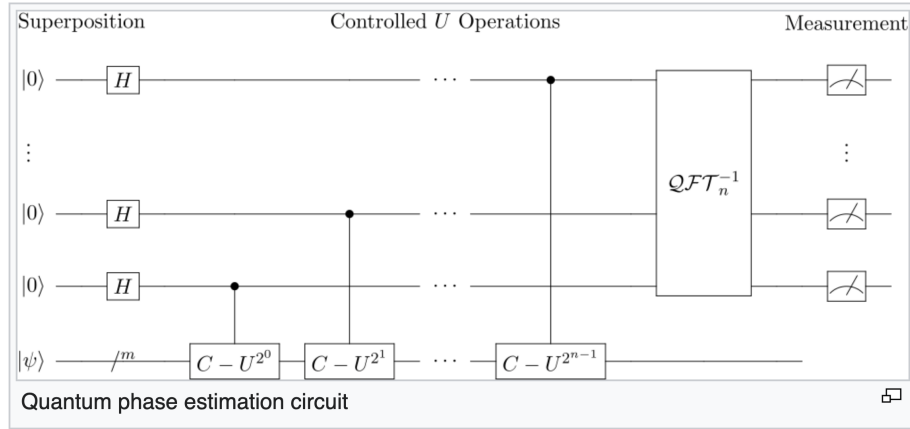 Superposition Controlled U Operations Measurement
|0⟩ H ···
⋮ ⋮
QFT_n^{-1}
|0⟩ H ···
|0⟩ H ···
|ψ⟩ /^m C − U^{2^0} C − U^{2^1} ··· C − U^{2^{n−1}}
Quantum phase estimation circuit